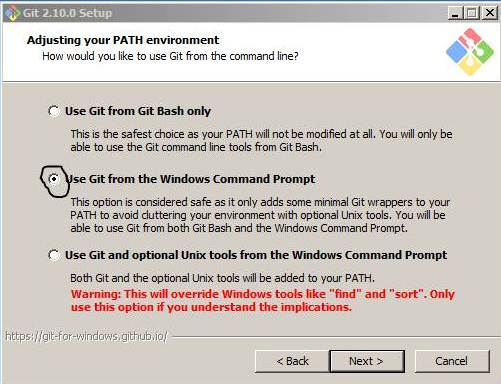 Git 2.10.0 Setup
Adjusting your PATH environment
How would you like to use Git from the command line?
Use Git from Git Bash only
This is the safest choice as your PATH will not be modified at all. You will only be
able to use the Git command line tools from Git Bash.
Use Git from the Windows Command Prompt
This option is considered safe as it only adds some minimal Git wrappers to your
PATH to avoid cluttering your environment with optional Unix tools. You will be
able to use Git from both Git Bash and the Windows Command Prompt.
Use Git and optional Unix tools from the Windows Command Prompt
Both Git and the optional Unix tools will be added to your PATH.
Warning: This will override Windows tools like "find" and "sort". Only
use this option if you understand the implications.
https://git-for-windows.github.io/
< Back Next > Cancel